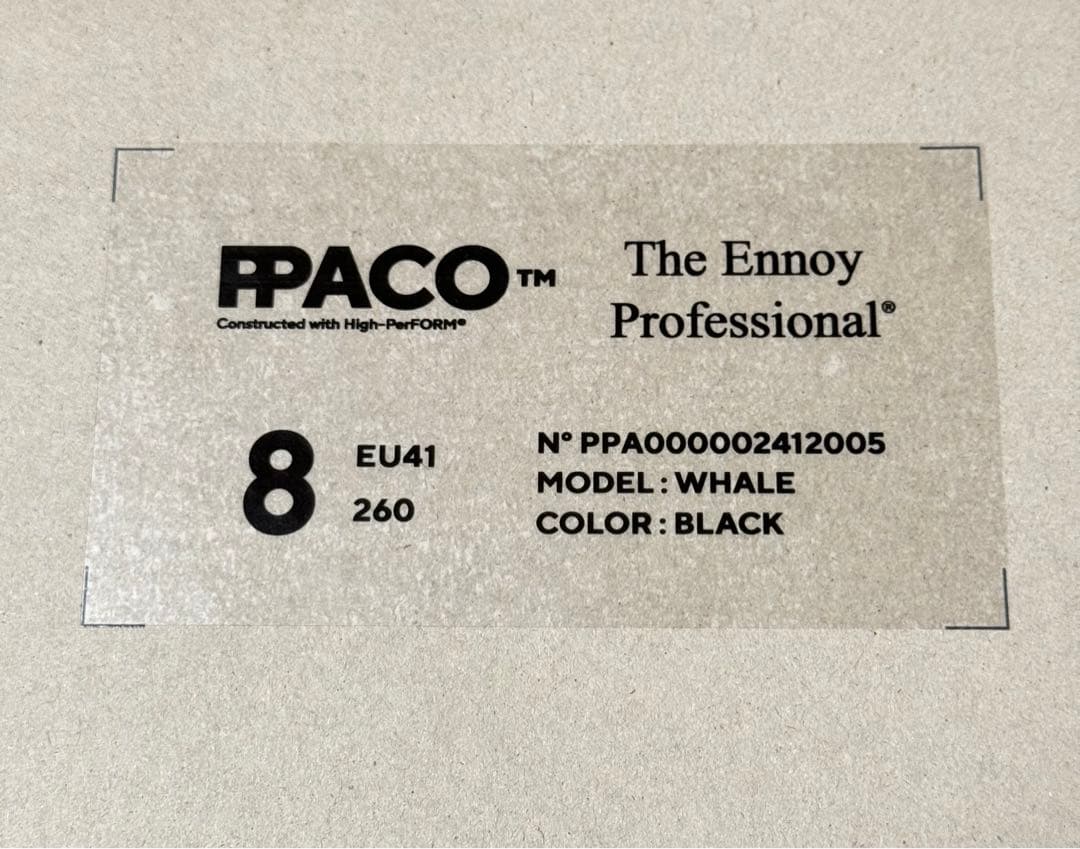 PPACO™
Constructed with High-PerFORM®
The Ennoy
Professional®
8
EU41
260
N° PPA000002412005
MODEL : WHALE
COLOR : BLACK